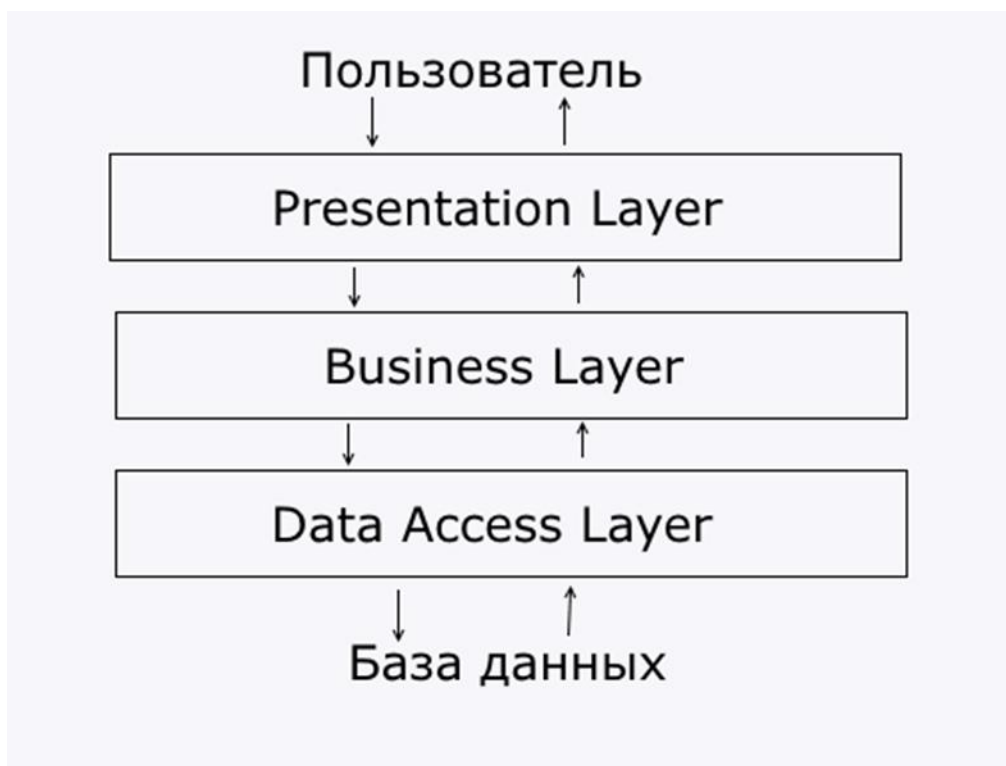 Пользователь
Presentation Layer
Business Layer
Data Access Layer
База данных